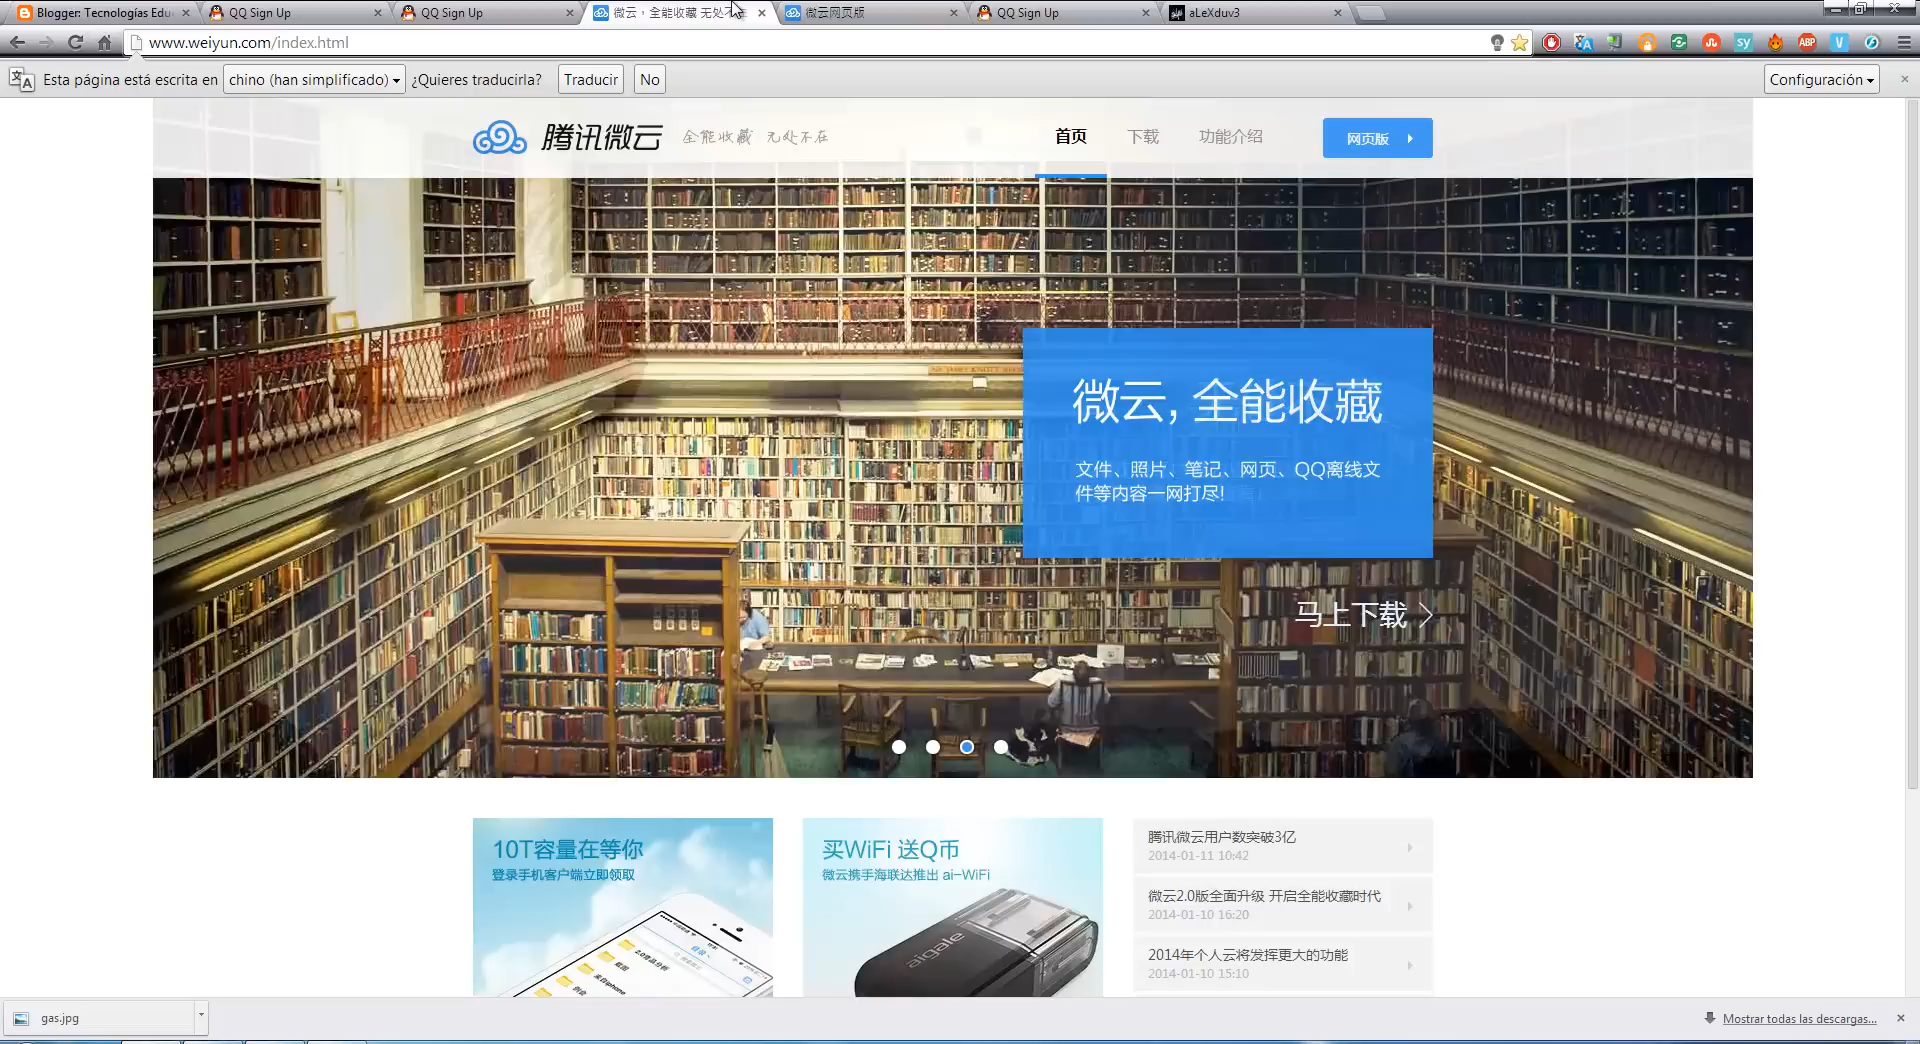 Blogger: Tecnologías Edu
QQ Sign Up
QQ Sign Up
微云，全能收藏 无处不在
微云网页版
QQ Sign Up
aLeXduv3
www.weiyun.com/index.html
Esta página está escrita en chino (han simplificado) ¿Quieres traducirla? Traducir No Configuración
腾讯微云 全能收藏 无处不在
首页 下载 功能介绍 网页版
微云, 全能收藏
文件、照片、笔记、网页、QQ离线文
件等内容一网打尽!
马上下载
10T容量在等你
登录手机客户端立即领取
买WiFi 送Q币
微云携手海联达推出 ai-WiFi
aigale
腾讯微云用户数突破3亿
2014-01-11 10:42
微云2.0版全面升级 开启全能收藏时代
2014-01-10 16:20
2014年个人云将发挥更大的功能
2014-01-10 15:10
gas.jpg
Mostrar todas las descargas...